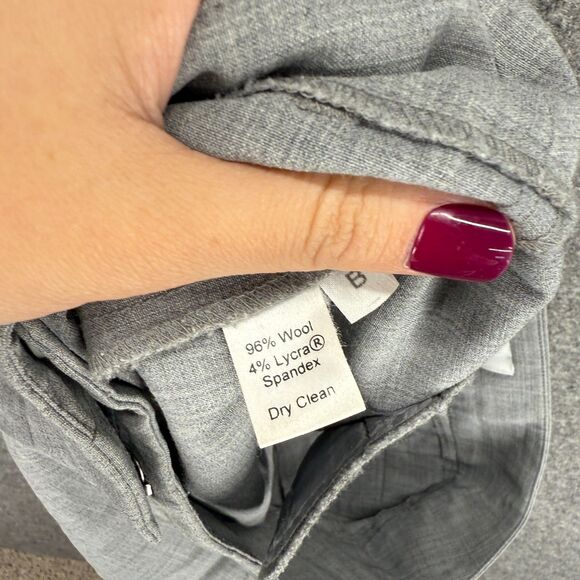 96% Wool
4% Lycra®
Spandex
Dry Clean
B